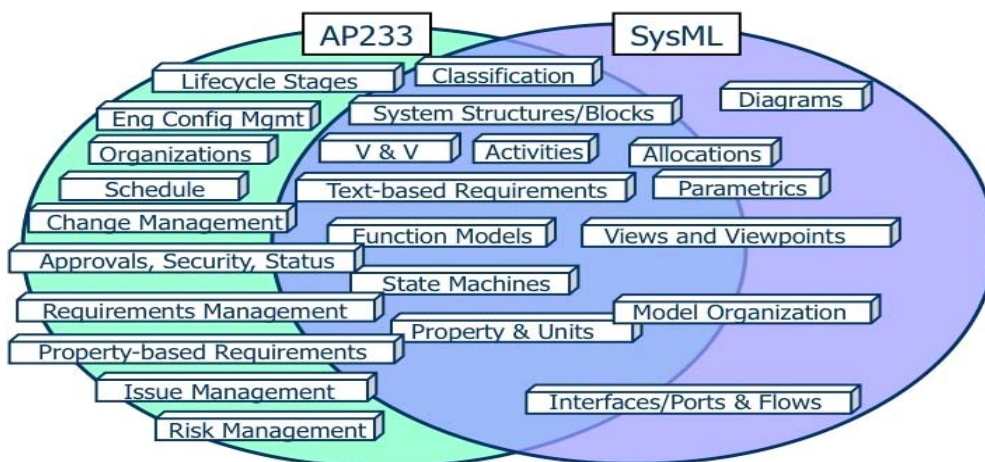 AP233
SysML
Lifecycle Stages
Classification
Diagrams
Eng Config Mgmt
System Structures/Blocks
Organizations
V & V
Activities
Allocations
Schedule
Text-based Requirements
Parametrics
Change Management
Function Models
Views and Viewpoints
Approvals, Security, Status
State Machines
Requirements Management
Model Organization
Property & Units
Property-based Requirements
Issue Management
Interfaces/Ports & Flows
Risk Management